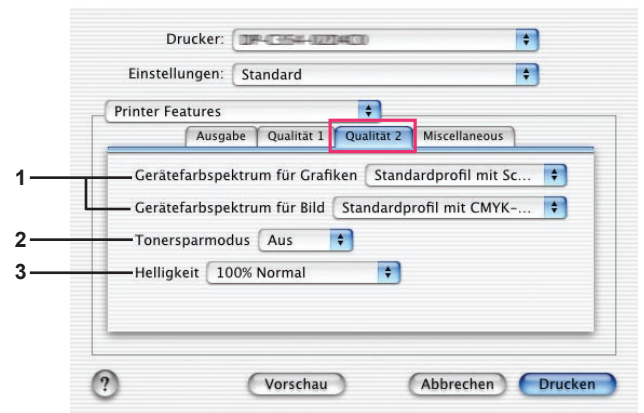 Drucker:
Einstellungen: Standard
Printer Features
Ausgabe Qualität 1 Qualität 2 Miscellaneous
1 Gerätefarbspektrum für Grafiken Standardprofil mit Sc...
Gerätefarbspektrum für Bild Standardprofil mit CMYK-...
2 Tonersparmodus Aus
3 Helligkeit 100% Normal
? Vorschau Abbrechen Drucken